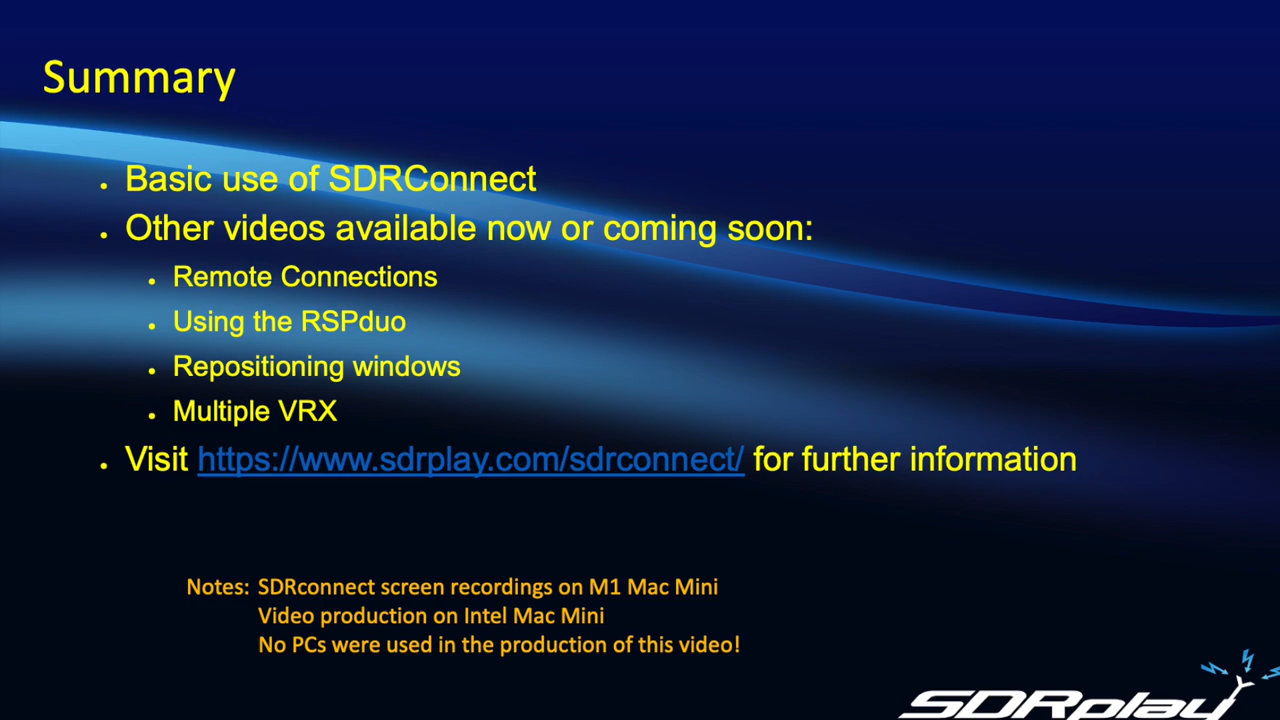 Summary
• Basic use of SDRConnect
• Other videos available now or coming soon:
• Remote Connections
• Using the RSPduo
• Repositioning windows
• Multiple VRX
• Visit https://www.sdrplay.com/sdrconnect/ for further information
Notes: SDRconnect screen recordings on M1 Mac Mini
Video production on Intel Mac Mini
No PCs were used in the production of this video!
SDRplay